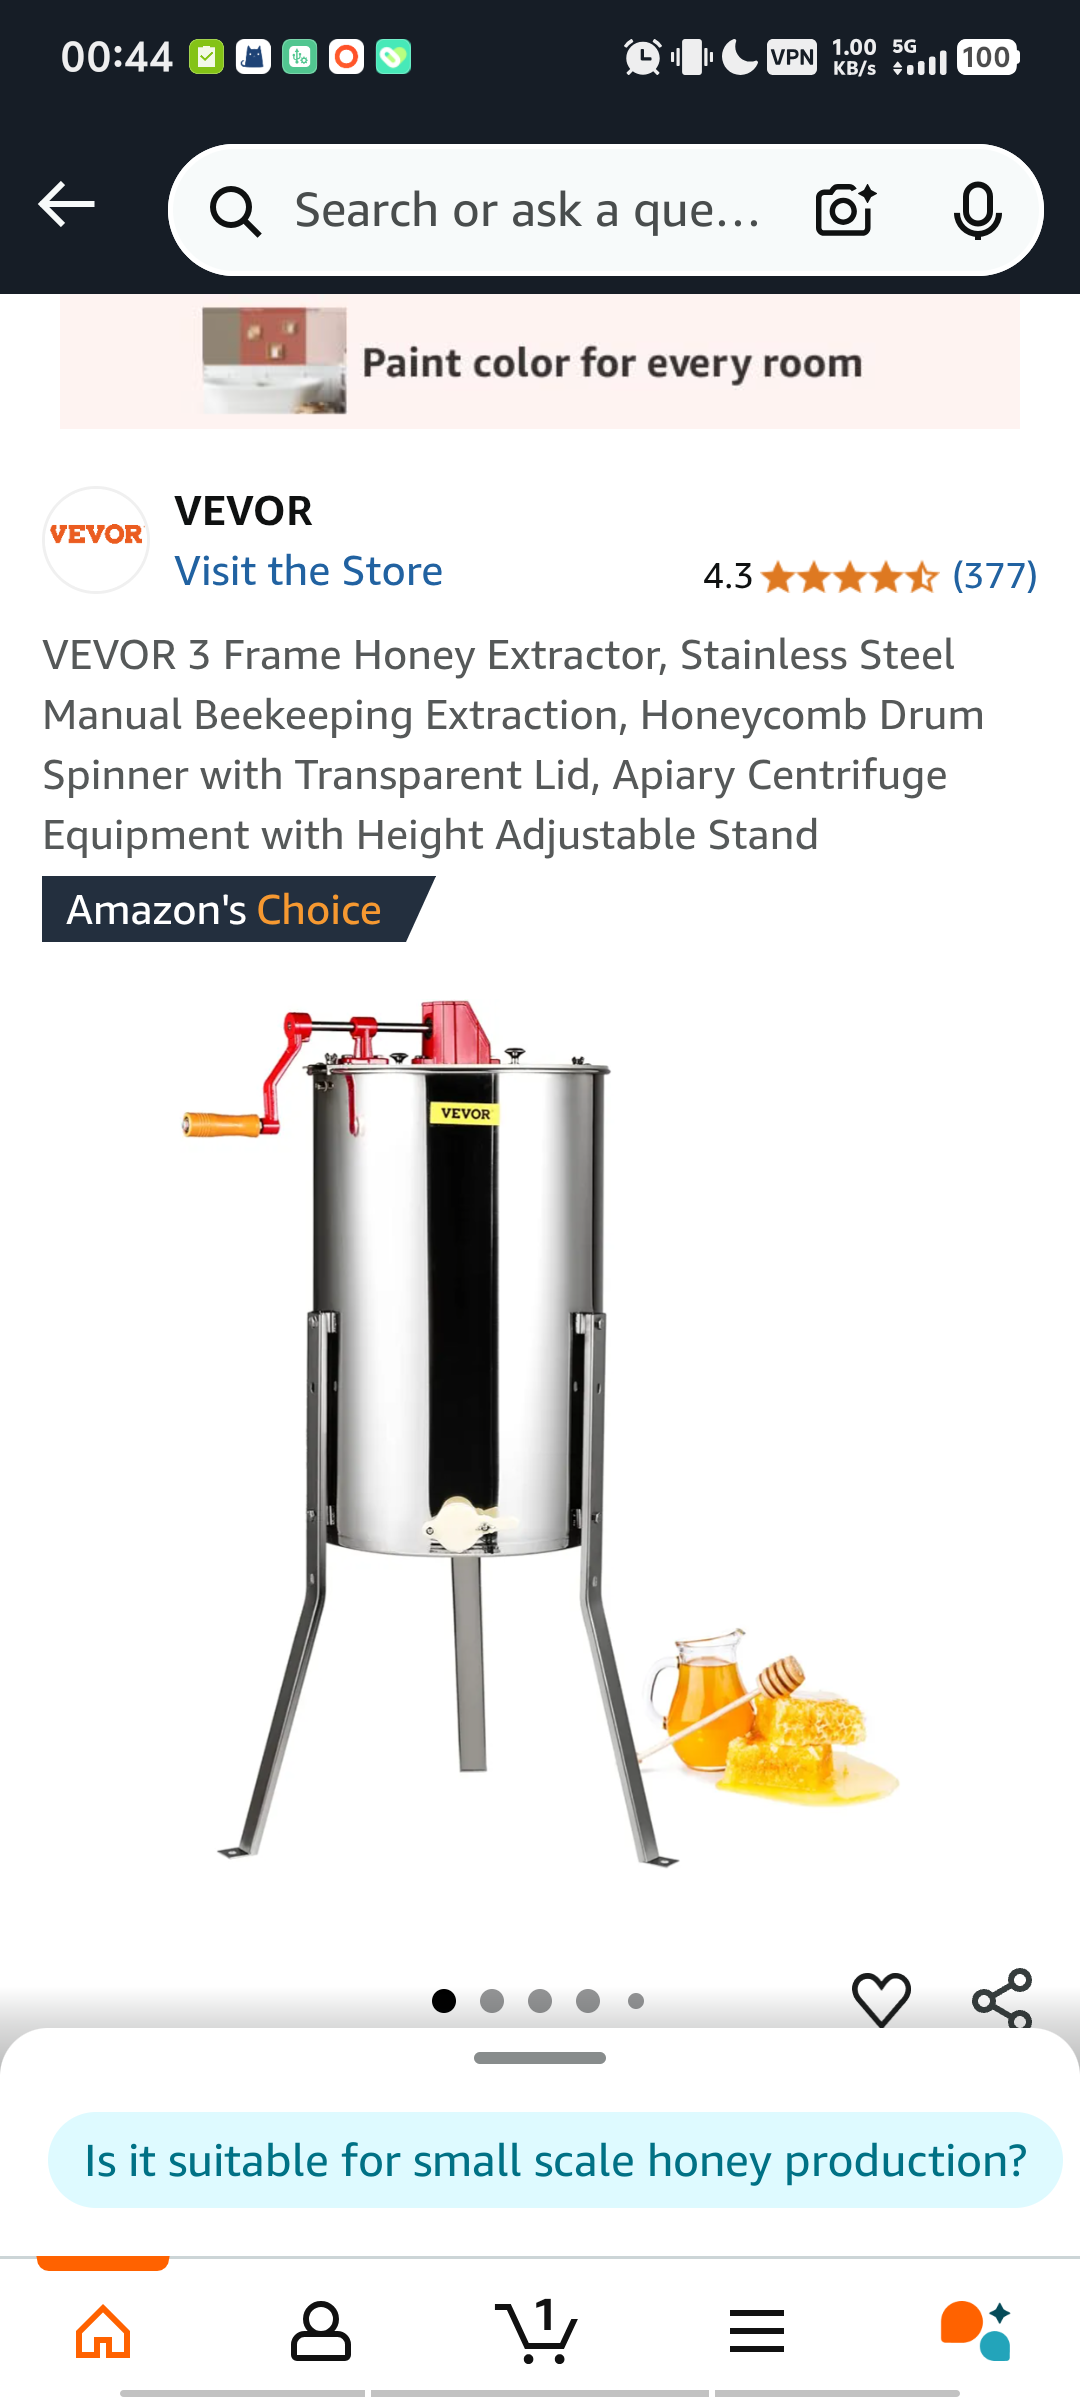 00:44
VPN
1.00 KB/s
5G
100
Search or ask a que...
Paint color for every room
VEVOR
VEVOR
Visit the Store
4.3 (377)
VEVOR 3 Frame Honey Extractor, Stainless Steel
Manual Beekeeping Extraction, Honeycomb Drum
Spinner with Transparent Lid, Apiary Centrifuge
Equipment with Height Adjustable Stand
Amazon's Choice
VEVOR
Is it suitable for small scale honey production?
1